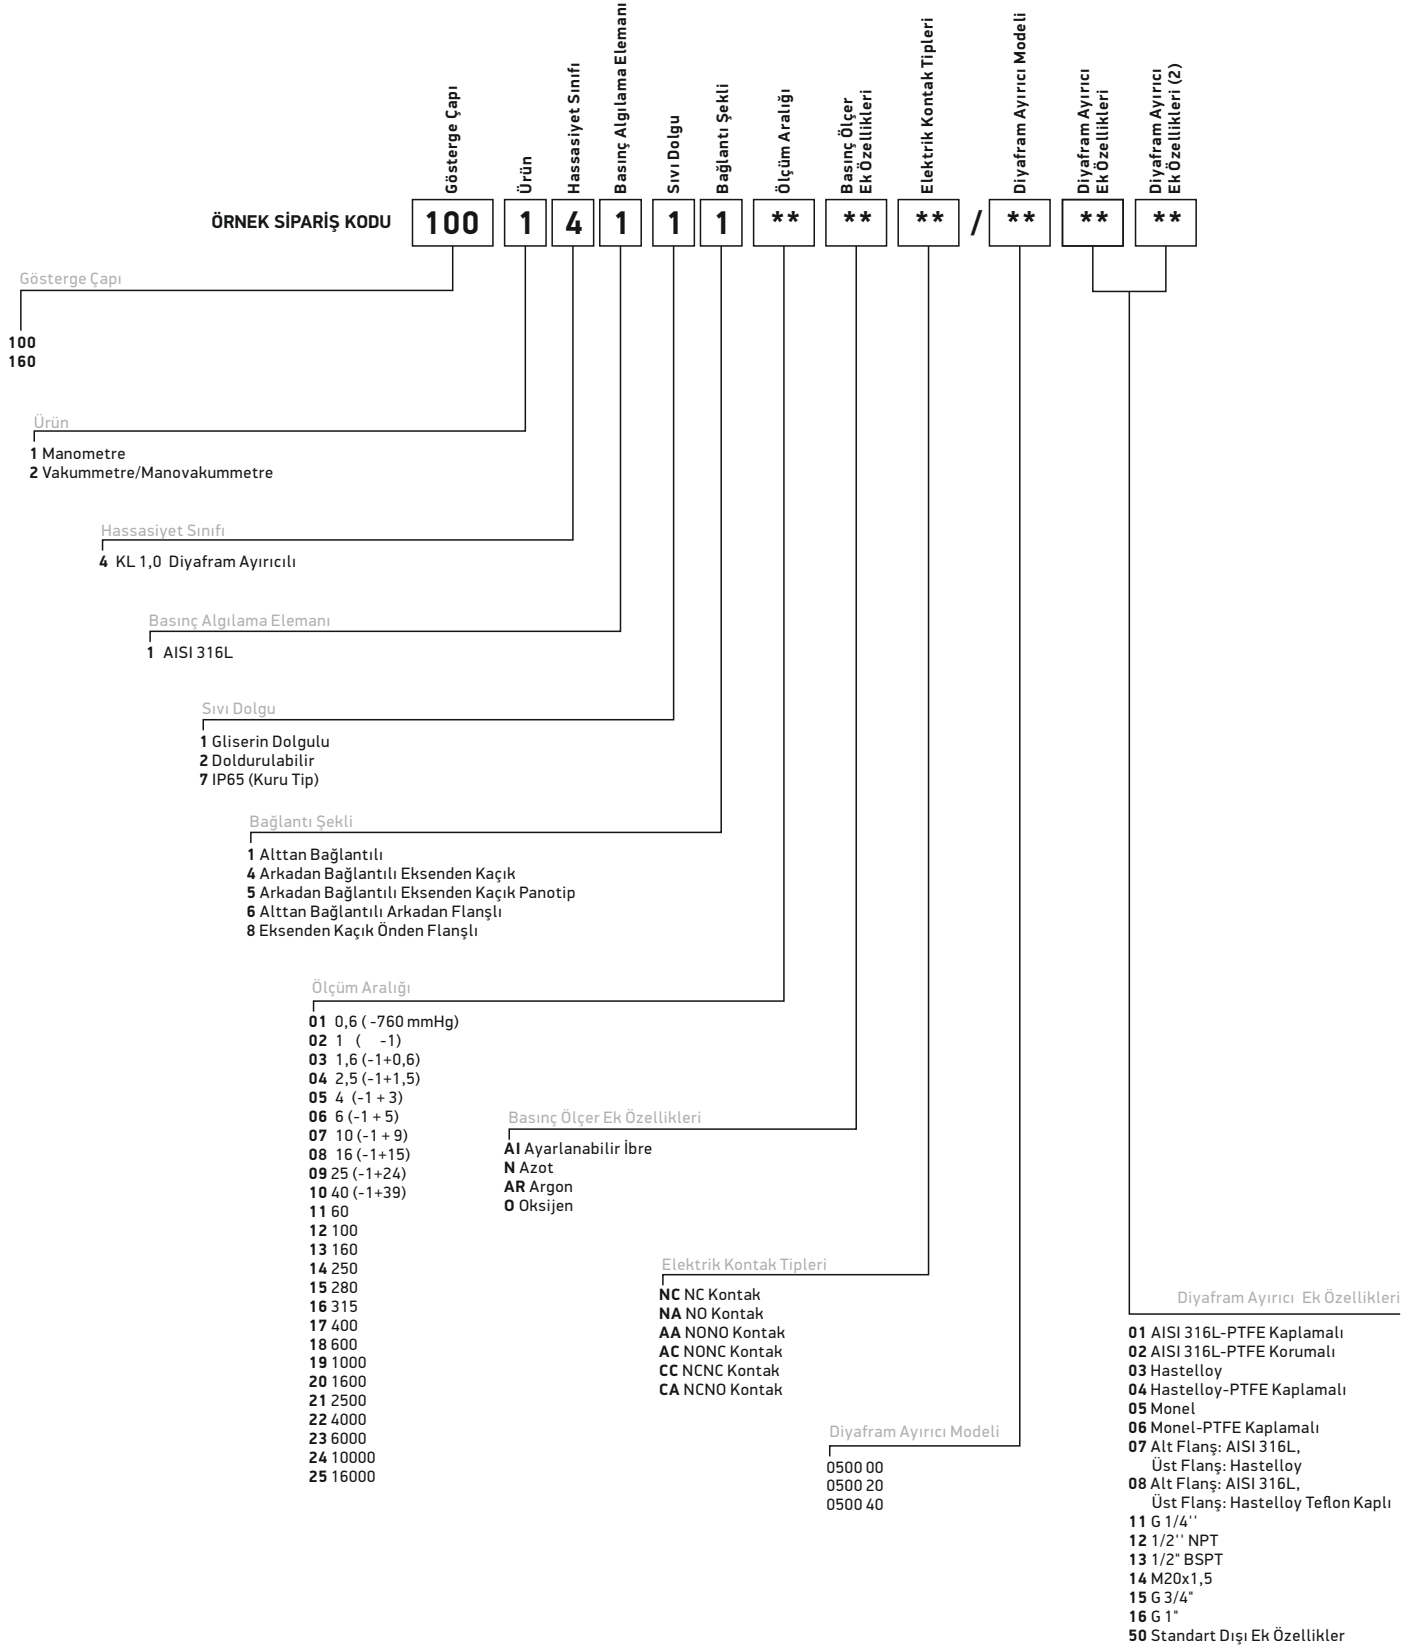 Gösterge Çapı
Ürün
Hassasiyet Sınıfı
Basınç Algılama Elemanı
Sıvı Dolgu
Bağlantı Şekli
Ölçüm Aralığı
Basınç Ölçer
Ek Özellikleri
Elektrik Kontak Tipleri
Diyafram Ayırıcı Modeli
Diyafram Ayırıcı
Ek Özellikleri
Diyafram Ayırıcı
Ek Özellikleri (2)
ÖRNEK SİPARİŞ KODU 100 1 4 1 1 1 ** ** ** / ** ** **
Gösterge Çapı
100
160
Ürün
1 Manometre
2 Vakummetre/Manovakummetre
Hassasiyet Sınıfı
4 KL 1,0 Diyafram Ayırıcılı
Basınç Algılama Elemanı
1 AISI 316L
Sıvı Dolgu
1 Gliserin Dolgulu
2 Doldurulabilir
7 IP65 (Kuru Tip)
Bağlantı Şekli
1 Alttan Bağlantılı
4 Arkadan Bağlantılı Eksenden Kaçık
5 Arkadan Bağlantılı Eksenden Kaçık Panotip
6 Alttan Bağlantılı Arkadan Flanşlı
8 Eksenden Kaçık Önden Flanşlı
Ölçüm Aralığı
01 0,6 ( -760 mmHg)
02 1 ( -1)
03 1,6 (-1+0,6)
04 2,5 (-1+1,5)
05 4 (-1 + 3)
06 6 (-1 + 5)
07 10 (-1 + 9)
08 16 (-1+15)
09 25 (-1+24)
10 40 (-1+39)
11 60
12 100
13 160
14 250
15 280
16 315
17 400
18 600
19 1000
20 1600
21 2500
22 4000
23 6000
24 10000
25 16000
Basınç Ölçer Ek Özellikleri
AI Ayarlanabilir İbre
N Azot
AR Argon
O Oksijen
Elektrik Kontak Tipleri
NC NC Kontak
NA NO Kontak
AA NONO Kontak
AC NONC Kontak
CC NCNC Kontak
CA NCNO Kontak
Diyafram Ayırıcı Modeli
0500 00
0500 20
0500 40
Diyafram Ayırıcı Ek Özellikleri
01 AISI 316L-PTFE Kaplamalı
02 AISI 316L-PTFE Korumalı
03 Hastelloy
04 Hastelloy-PTFE Kaplamalı
05 Monel
06 Monel-PTFE Kaplamalı
07 Alt Flanş: AISI 316L,
Üst Flanş: Hastelloy
08 Alt Flanş: AISI 316L,
Üst Flanş: Hastelloy Teflon Kaplı
11 G 1/4''
12 1/2'' NPT
13 1/2" BSPT
14 M20x1,5
15 G 3/4"
16 G 1"
50 Standart Dışı Ek Özellikler